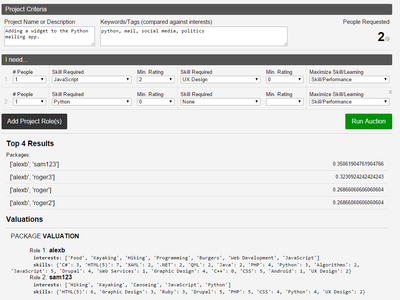 Project Criteria
Project Name or Description Keywords/Tags (compared against interests) People Requested
Adding a widget to the Python mailing app. python, mail, social media, politics 2
I need...
# People Skill Required Min. Rating Skill Required Min. Rating Maximize Skill/Learning
1 1 JavaScript 2 UX Design 0 Skill/Performance
2 1 Python 0 None Skill/Performance
Add Project Role(s) Run Auction
Top 4 Results
Packages:
['alexb', 'sam123'] 0.35061904761904766
['alexb', 'roger3'] 0.3230924242424243
['alexb', 'roger'] 0.26866060606060604
['alexb', 'roger2'] 0.26866060606060604
Valuations
PACKAGE VALUATION
Role 1: alexb
interests: ['Food', 'Kayaking', 'Hiking', 'Programming', 'Burgers', 'Web Development', 'JavaScript']
skills: {'C#': 3, 'HTML(5)': 7, 'XAML': 2, '.NET': 2, 'QML': 2, 'Java': 2, 'PHP': 4, 'Python': 3, 'Algorithms': 2,
'JavaScript': 5, 'Drupal': 4, 'Web Services': 1, 'Graphic Design': 4, 'C++': 0, 'CSS': 5, 'Android': 1, 'UX Design': 2}
Role 2: sam123
interests: ['Hiking', 'Kayaking', 'Canoeing', 'JavaScript', 'Python']
skills: {'HTML(5)': 6, 'Graphic Design': 3, 'Ruby': 3, 'Drupal': 5, 'PHP': 5, 'CSS': 4, 'Python': 4, 'UX Design': 2}